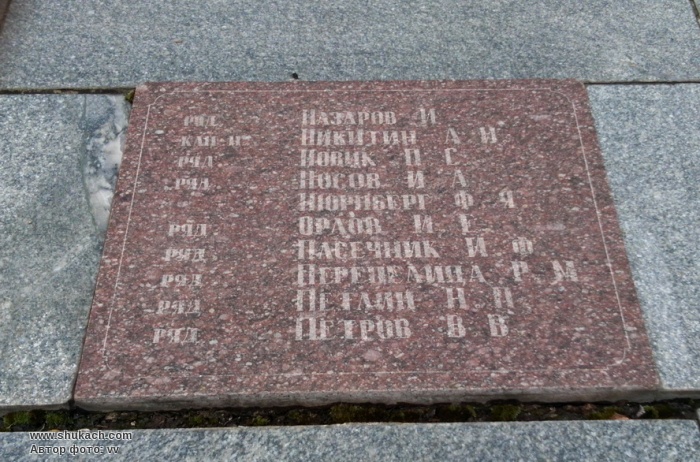 ряд НАЗАРОВ И
КАП-Н НИКИТИН А И
ряд НОВИК П С
ряд НОСОВ И А
НЮРНБЕРГ Ф Я
ряд ОРЛОВ И Е
ряд ПАСЕЧНИК И Ф
ряд ПЕРЕПЕЛИЦА Р М
ряд Н П
ряд ПЕТРОВ В В
www.shukach.com
Автор фото: vv